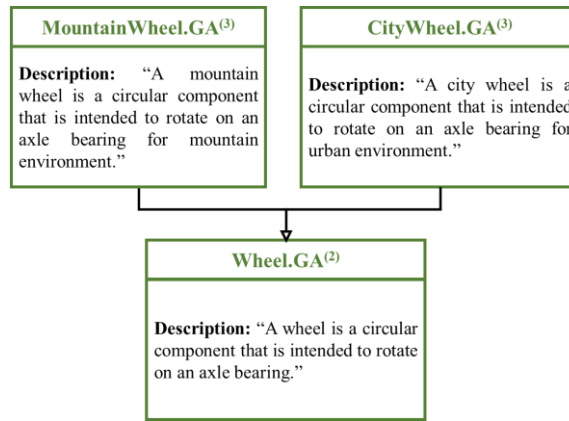 MountainWheel.GA⁽³⁾
Description: “A mountain
wheel is a circular component
that is intended to rotate on an
axle bearing for mountain
environment.”
CityWheel.GA⁽³⁾
Description: “A city wheel is a
circular component that is intended
to rotate on an axle bearing for
urban environment.”
Wheel.GA⁽²⁾
Description: “A wheel is a circular
component that is intended to rotate
on an axle bearing.”